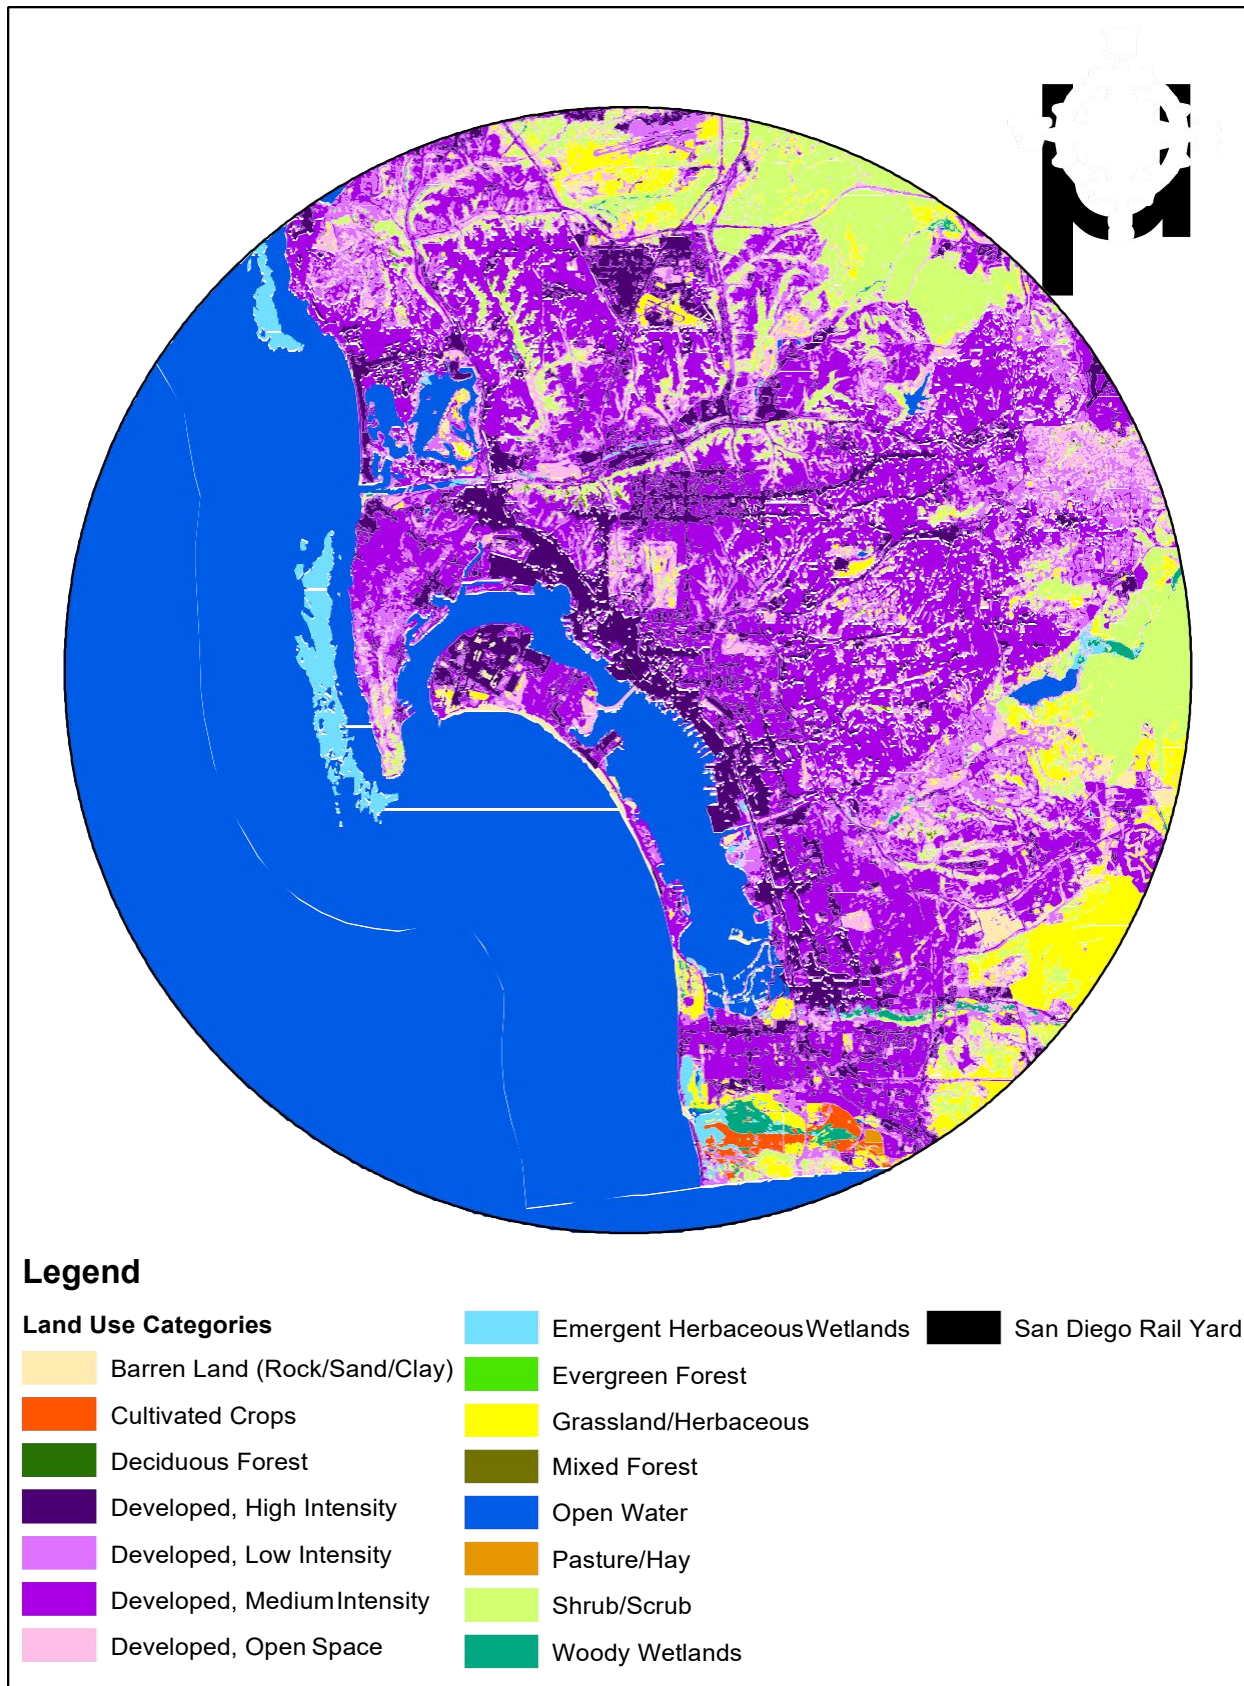 Legend
Land Use Categories
Barren Land (Rock/Sand/Clay)
Cultivated Crops
Deciduous Forest
Developed, High Intensity
Developed, Low Intensity
Developed, Medium Intensity
Developed, Open Space
Emergent Herbaceous Wetlands
Evergreen Forest
Grassland/Herbaceous
Mixed Forest
Open Water
Pasture/Hay
Shrub/Scrub
Woody Wetlands
San Diego Rail Yard